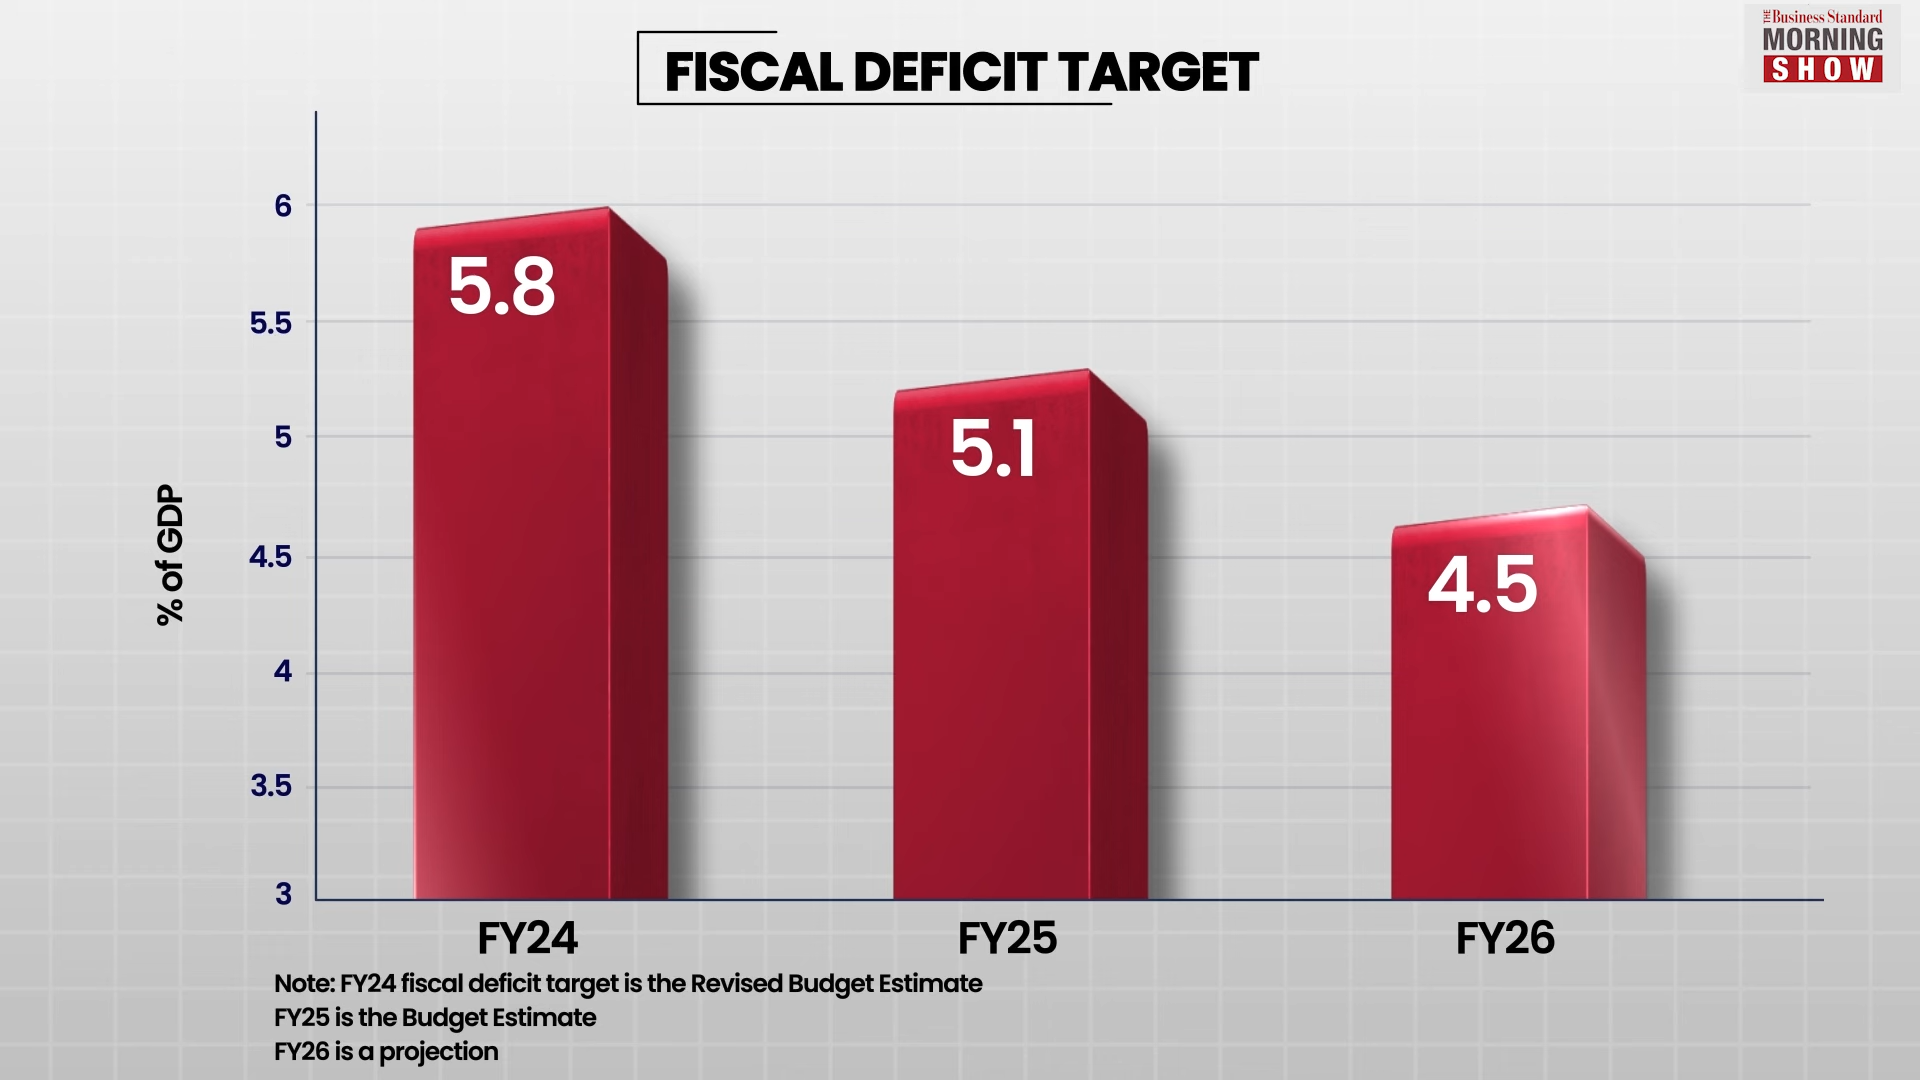 THE Business Standard
MORNING
SHOW
FISCAL DEFICIT TARGET
% of GDP
6
5.5
5
4.5
4
3.5
3
5.8
5.1
4.5
FY24
FY25
FY26
Note: FY24 fiscal deficit target is the Revised Budget Estimate
FY25 is the Budget Estimate
FY26 is a projection